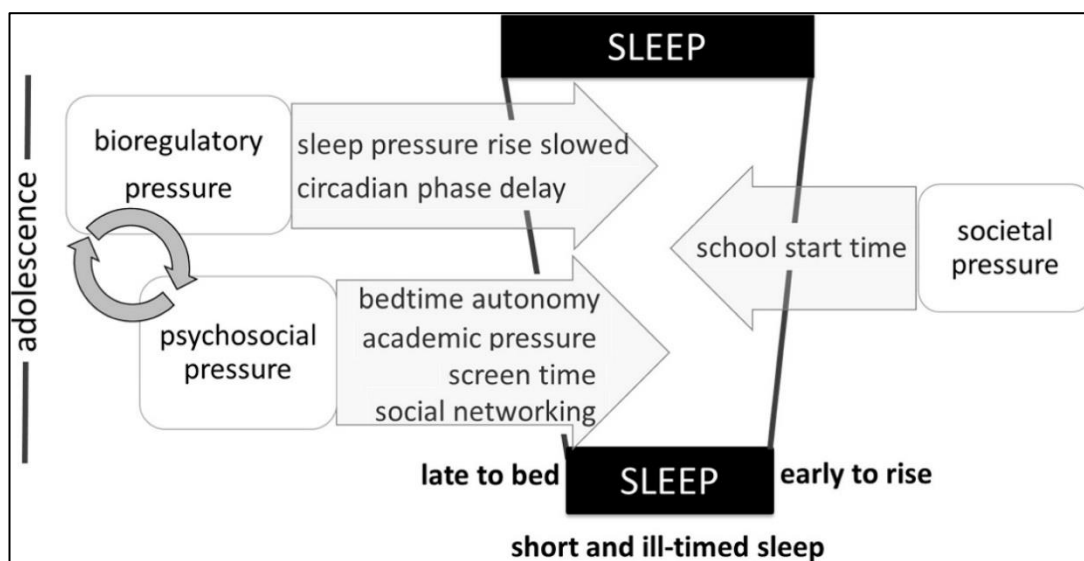 SLEEP
adolescence
bioregulatory
pressure
sleep pressure rise slowed
circadian phase delay
school start time
societal
pressure
psychosocial
pressure
bedtime autonomy
academic pressure
screen time
social networking
late to bed
SLEEP
early to rise
short and ill-timed sleep